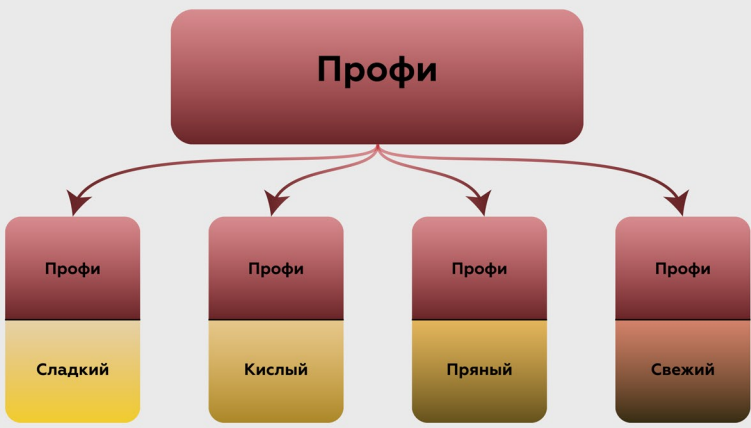 Профи
Профи
Профи
Профи
Профи
Сладкий
Кислый
Пряный
Свежий